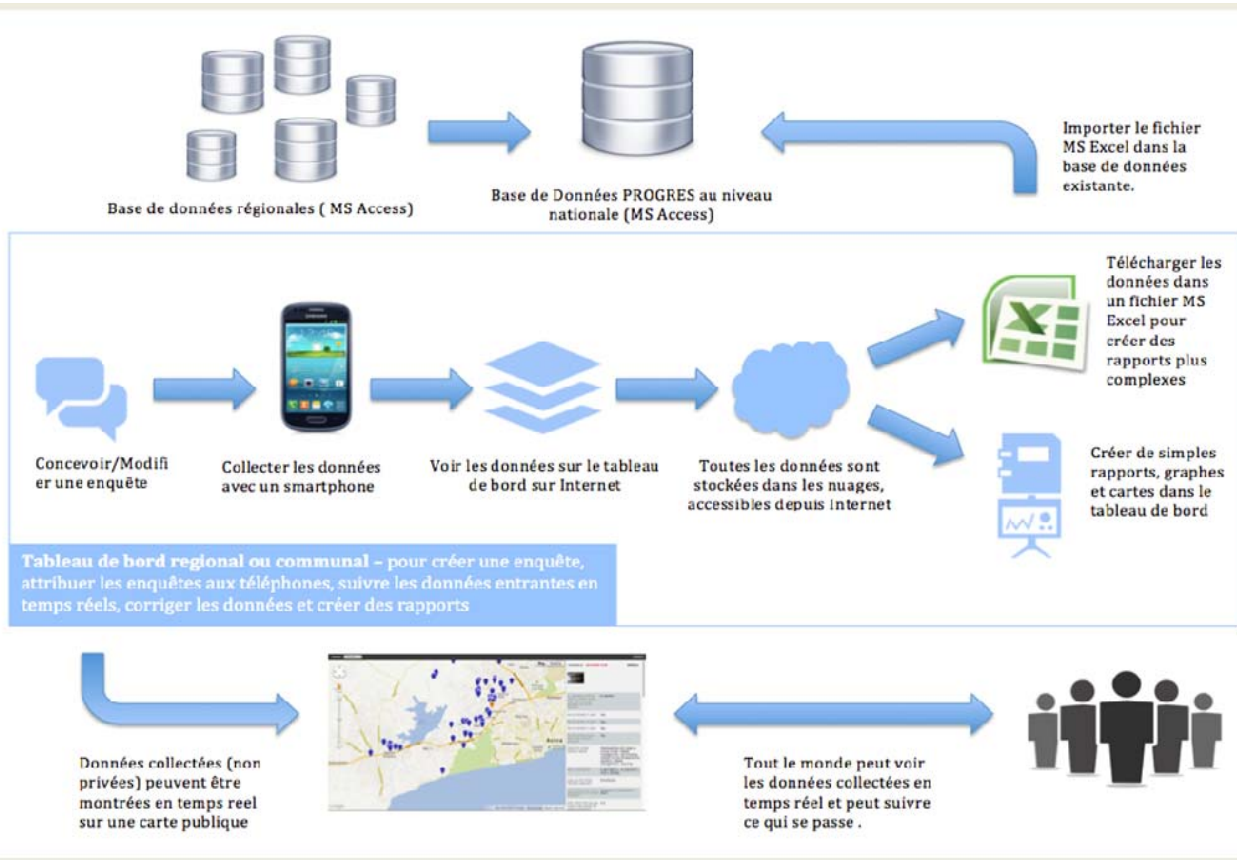 Base de données régionales ( MS Access)
Base de Données PROGRES au niveau
nationale (MS Access)
Importer le fichier
MS Excel dans la
base de données
existante.
Concevoir/Modifi
er une enquête
Collecter les données
avec un smartphone
Voir les données sur le tableau
de bord sur Internet
Toutes les données sont
stockées dans les nuages,
accessibles depuis Internet
Télécharger les
données dans
un fichier MS
Excel pour
créer des
rapports plus
complexes
Créer de simples
rapports, graphes
et cartes dans le
tableau de bord
Tableau de bord regional ou communal – pour créer une enquête,
attribuer les enquêtes aux téléphones, suivre les données entrantes en
temps réels, corriger les données et créer des rapports
Données collectées (non
privées) peuvent être
montrées en temps reel
sur une carte publique
Tout le monde peut voir
les données collectées en
temps réel et peut suivre
ce qui se passe .